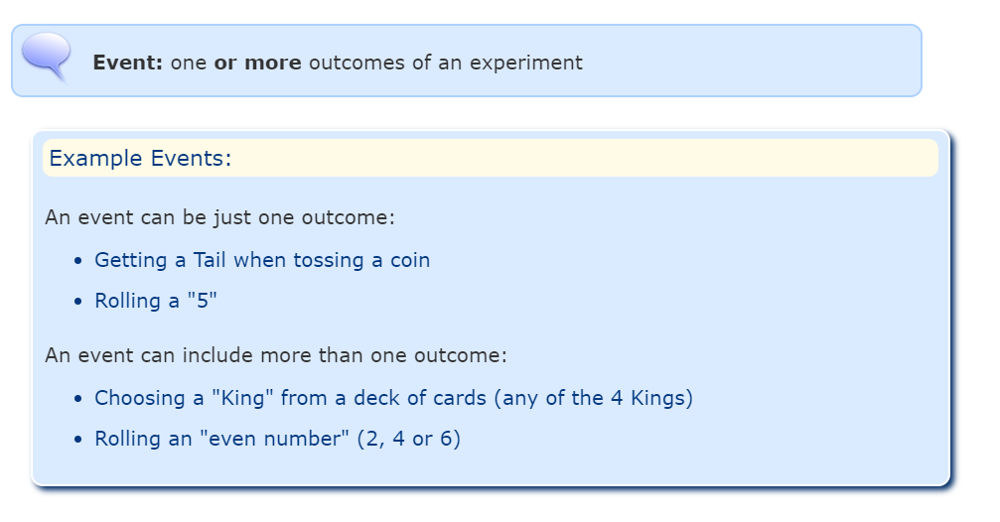 Event: one or more outcomes of an experiment
Example Events:
An event can be just one outcome:
• Getting a Tail when tossing a coin
• Rolling a "5"
An event can include more than one outcome:
• Choosing a "King" from a deck of cards (any of the 4 Kings)
• Rolling an "even number" (2, 4 or 6)